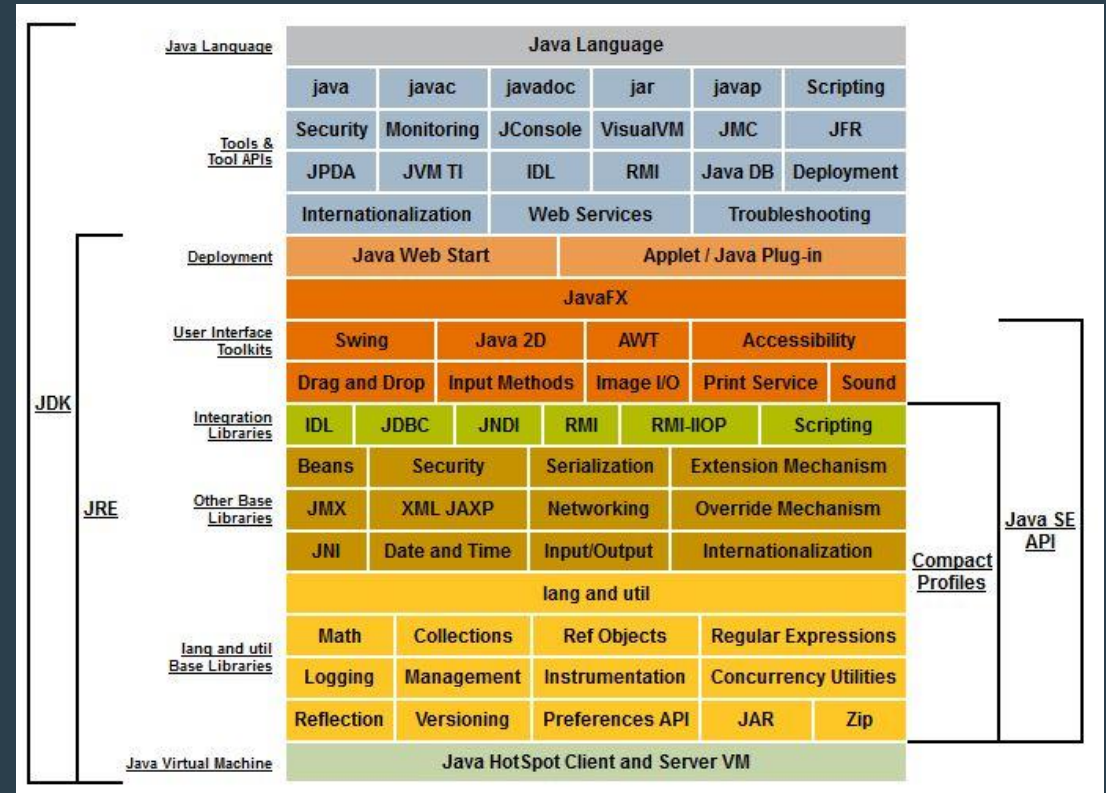 Java Language Java Language
java javac javadoc jar javap Scripting
Security Monitoring JConsole VisualVM JMC JFR
Tools &
Tool APIs
JPDA JVM TI IDL RMI Java DB Deployment
Internationalization Web Services Troubleshooting
Deployment Java Web Start Applet / Java Plug-in
JavaFX
User Interface
Toolkits
Swing Java 2D AWT Accessibility
Drag and Drop Input Methods Image I/O Print Service Sound
JDK
Integration
Libraries
IDL JDBC JNDI RMI RMI-IIOP Scripting
Beans Security Serialization Extension Mechanism
JRE
Other Base
Libraries
JMX XML JAXP Networking Override Mechanism
Java SE
API
JNI Date and Time Input/Output Internationalization
Compact
Profiles
lang and util
Math Collections Ref Objects Regular Expressions
lang and util
Base Libraries
Logging Management Instrumentation Concurrency Utilities
Reflection Versioning Preferences API JAR Zip
Java Virtual Machine Java HotSpot Client and Server VM